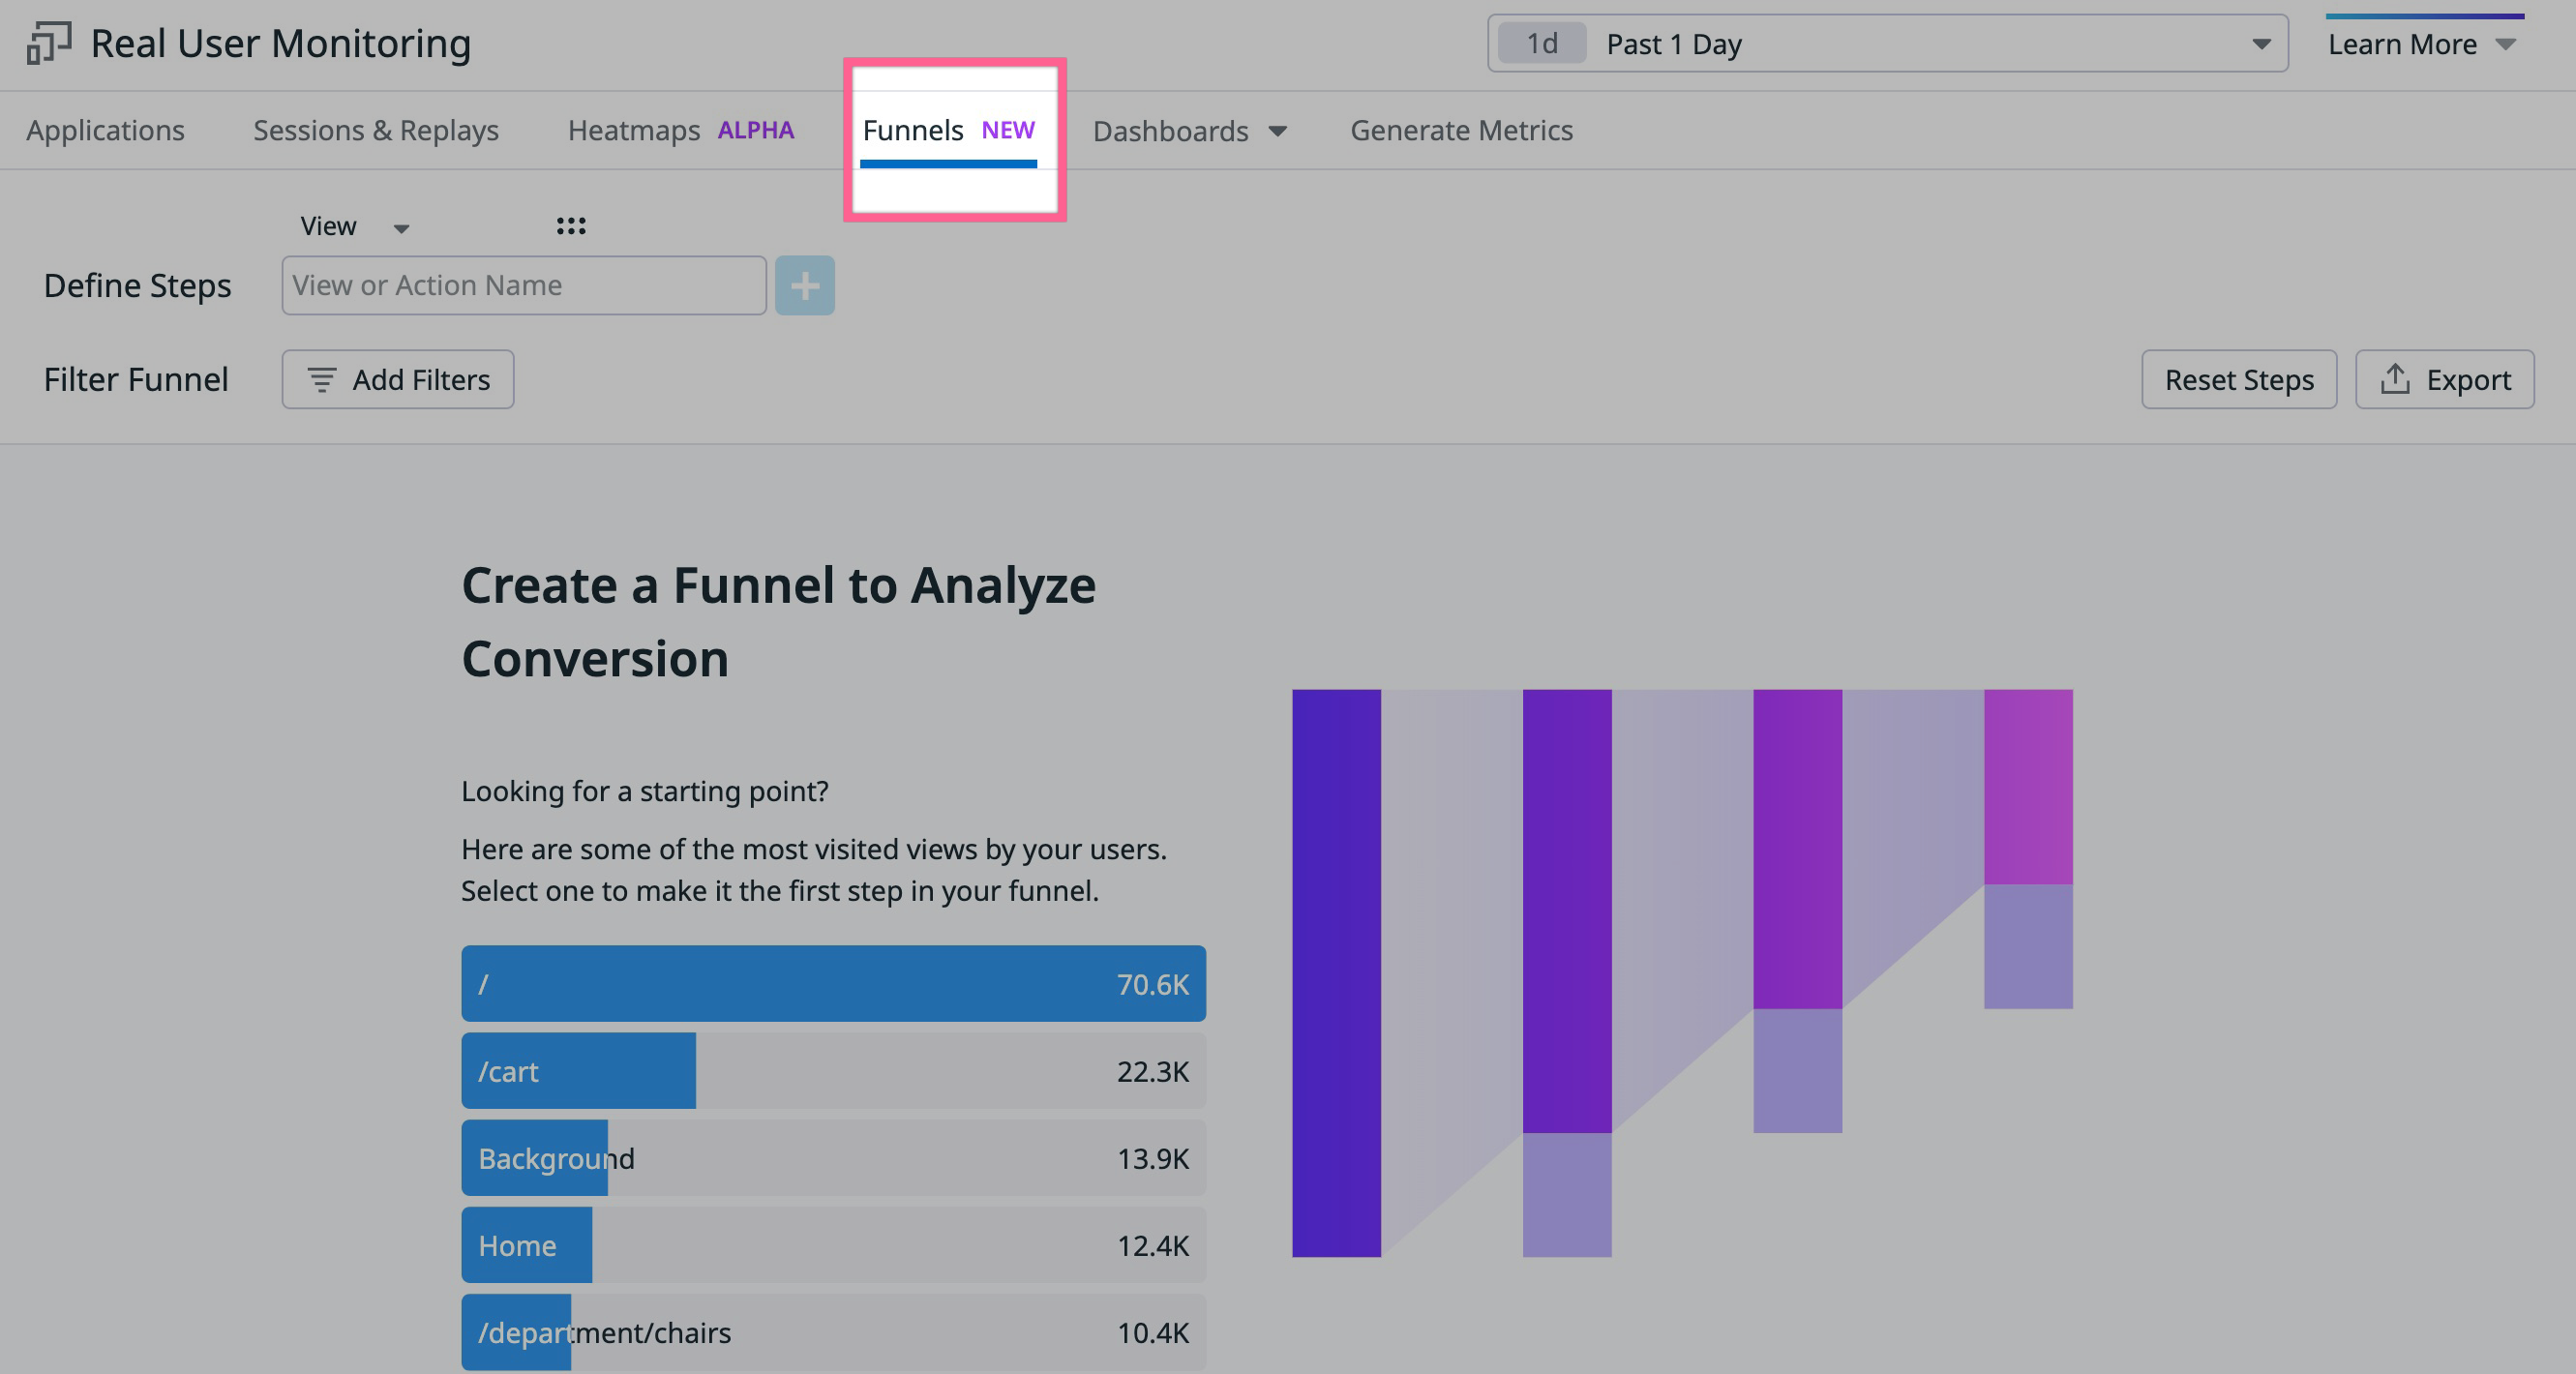 Real User Monitoring
1d Past 1 Day
Learn More
Applications Sessions & Replays Heatmaps ALPHA Funnels NEW Dashboards Generate Metrics
View
Define Steps View or Action Name
Filter Funnel Add Filters Reset Steps Export
Create a Funnel to Analyze
Conversion
Looking for a starting point?
Here are some of the most visited views by your users.
Select one to make it the first step in your funnel.
/ 70.6K
/cart 22.3K
Background 13.9K
Home 12.4K
/department/chairs 10.4K